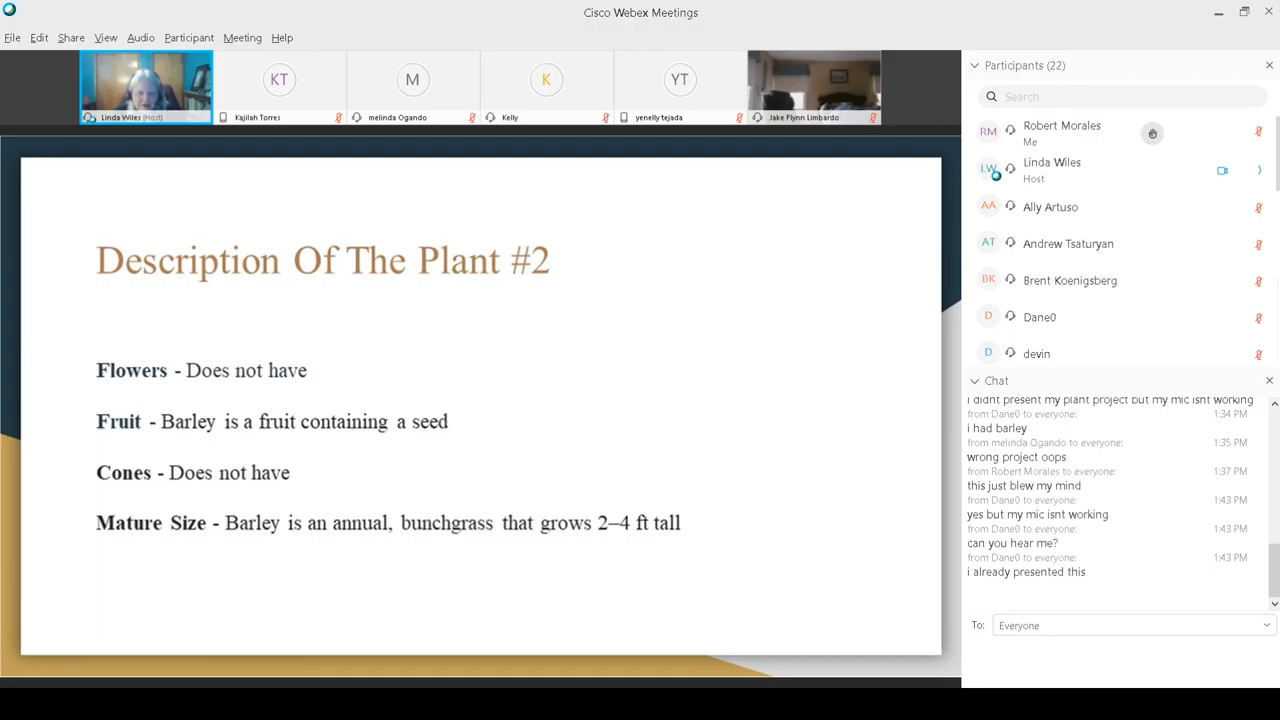 Cisco Webex Meetings
File Edit Share View Audio Participant Meeting Help
KT M K YT
Linda Wiles (Host) Kajilah Torres melinda Ogando Kelly yenelly tejada Jake Flynn Limbardo
Description Of The Plant #2
Flowers - Does not have
Fruit - Barley is a fruit containing a seed
Cones - Does not have
Mature Size - Barley is an annual, bunchgrass that grows 2–4 ft tall
Participants (22)
Search
RM Robert Morales
Me
LW Linda Wiles
Host
AA Ally Artuso
AT Andrew Tsaturyan
BK Brent Koenigsberg
D Dane0
D devin
Chat
i didnt present my plant project but my mic isnt working
from Dane0 to everyone: 1:34 PM
i had barley
from melinda Ogando to everyone: 1:35 PM
wrong project oops
from Robert Morales to everyone: 1:37 PM
this just blew my mind
from Dane0 to everyone: 1:43 PM
yes but my mic isnt working
from Dane0 to everyone: 1:43 PM
can you hear me?
from Dane0 to everyone: 1:43 PM
i already presented this
To: Everyone